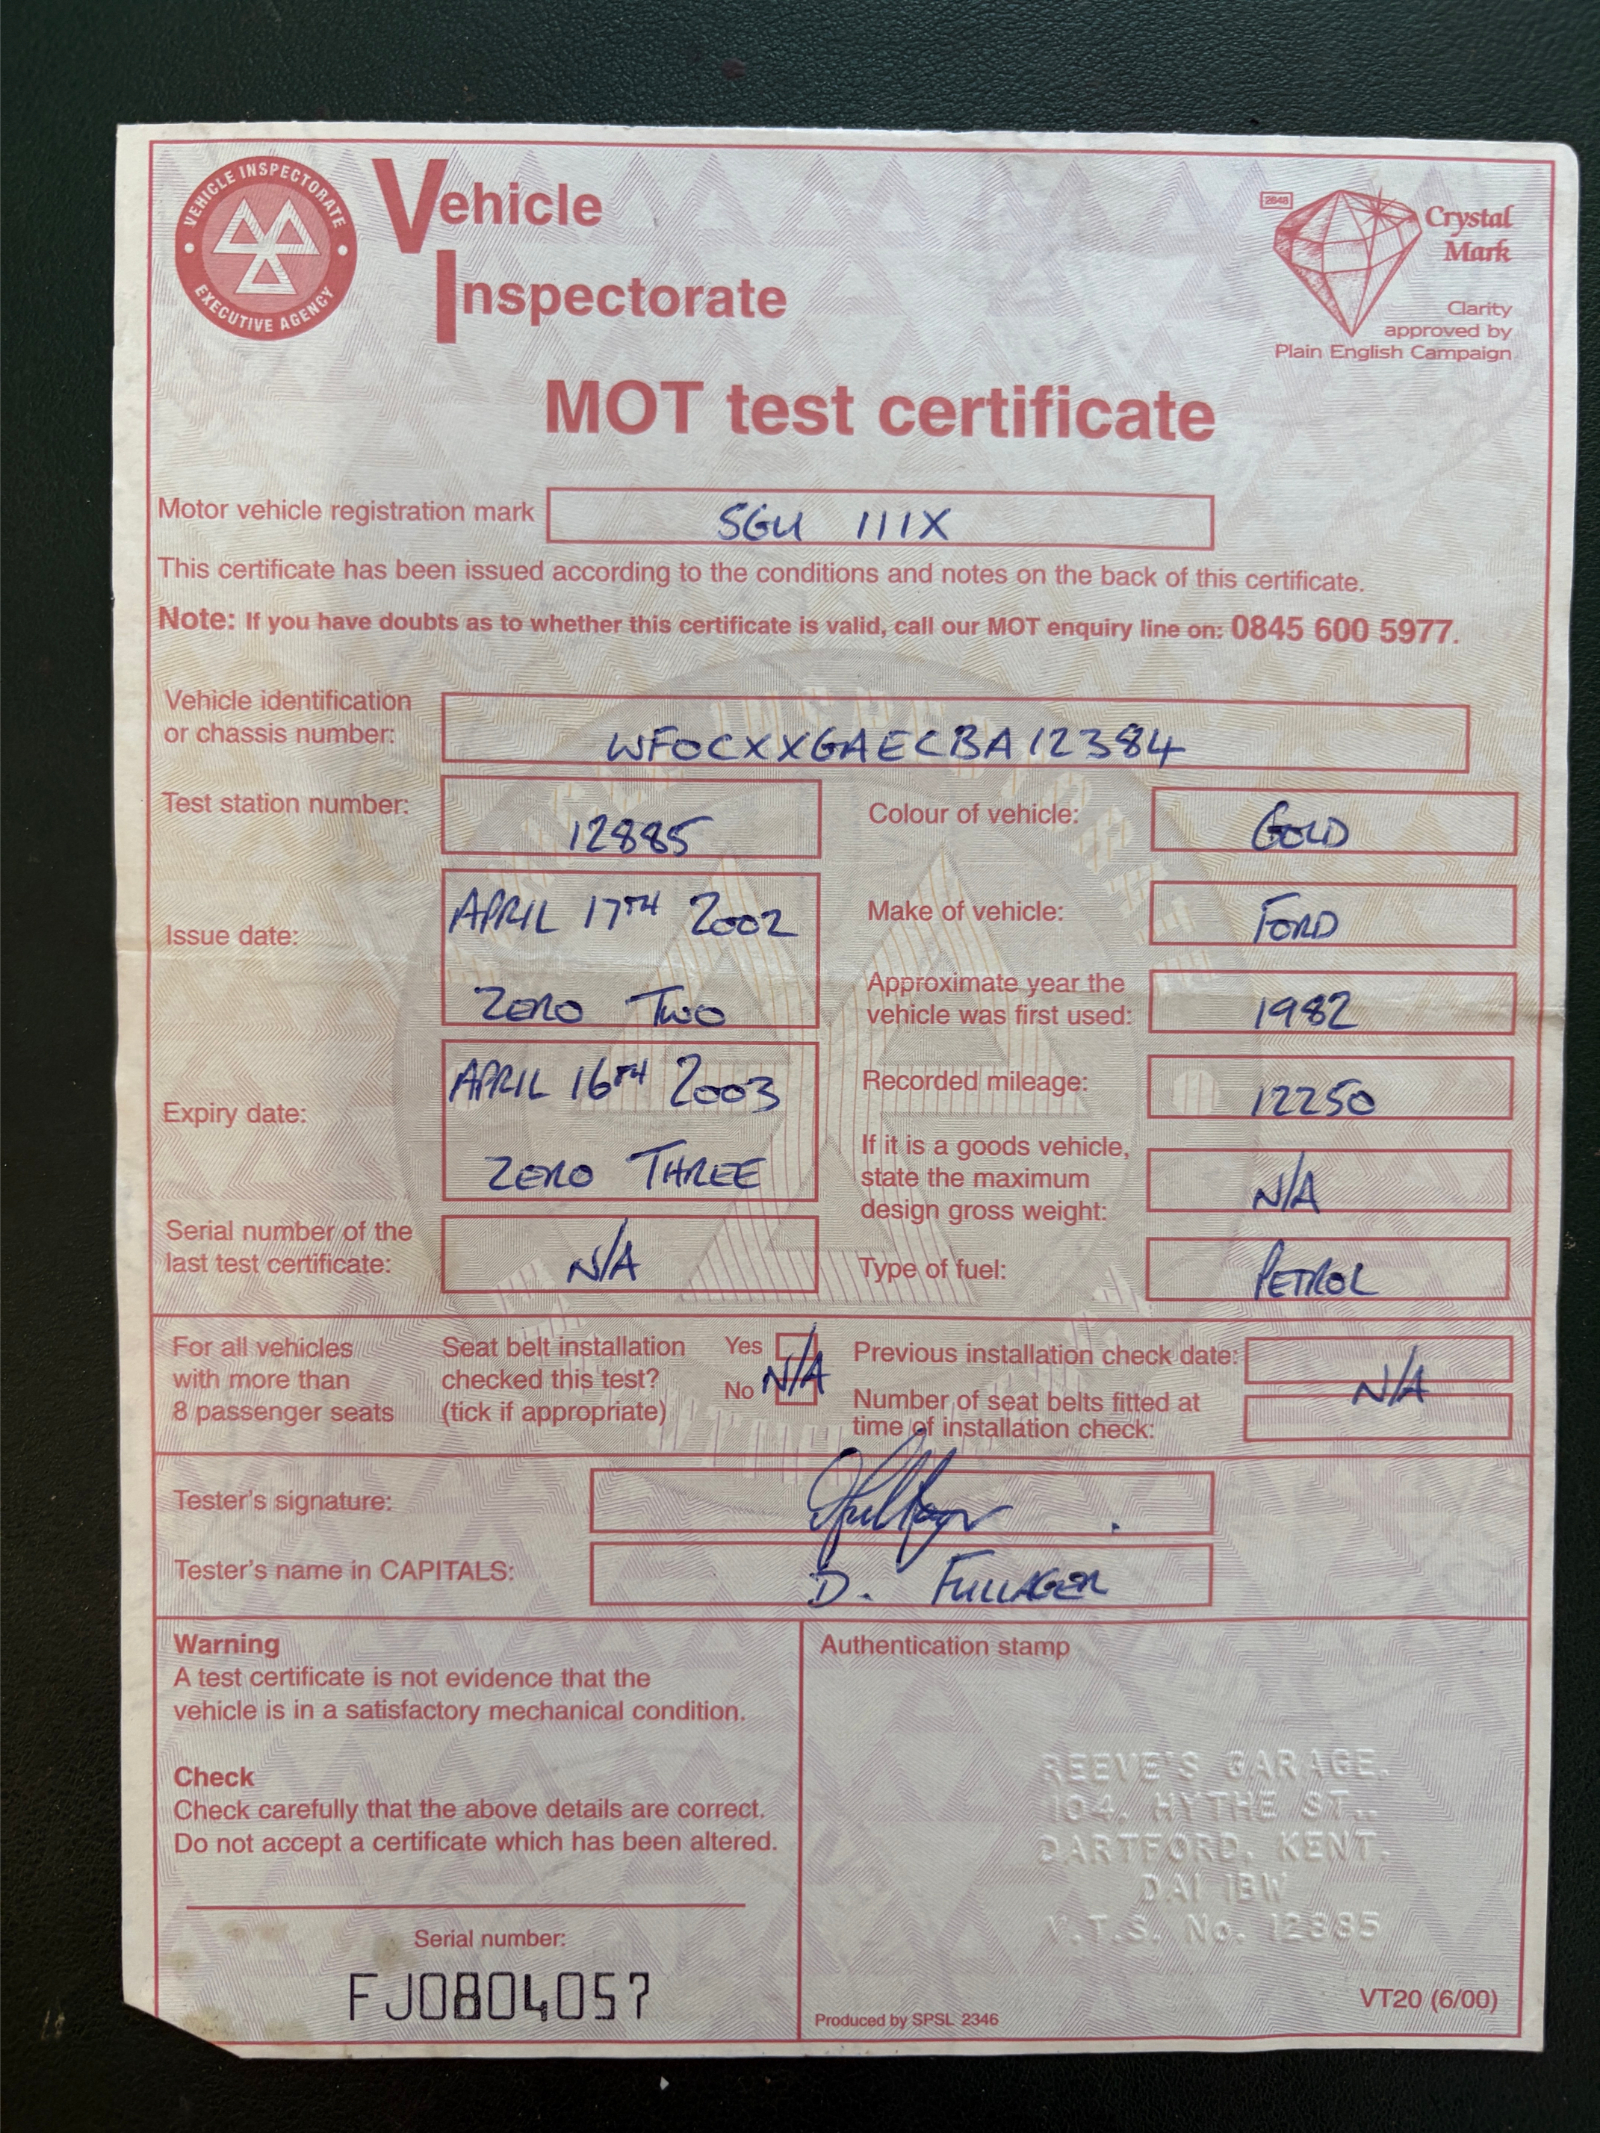 VEHICLE INSPECTORATE
EXECUTIVE AGENCY
Vehicle
Inspectorate
2648
Crystal
Mark
Clarity
approved by
Plain English Campaign
MOT test certificate
Motor vehicle registration mark SGU 111X
This certificate has been issued according to the conditions and notes on the back of this certificate.
Note: If you have doubts as to whether this certificate is valid, call our MOT enquiry line on: 0845 600 5977.
Vehicle identification
or chassis number: WFOCXXGAECBA12384
Test station number: 12885
Colour of vehicle: GOLD
Issue date: APRIL 17TH 2002
ZERO TWO
Make of vehicle: FORD
Approximate year the
vehicle was first used: 1982
Expiry date: APRIL 16TH 2003
ZERO THREE
Recorded mileage: 12250
If it is a goods vehicle,
state the maximum
design gross weight: N/A
Serial number of the
last test certificate: N/A
Type of fuel: PETROL
For all vehicles
with more than
8 passenger seats
Seat belt installation
checked this test?
(tick if appropriate)
Yes
No N/A
Previous installation check date:
Number of seat belts fitted at
time of installation check:
N/A
Tester's signature:
Tester's name in CAPITALS: D. FULLAGER
Warning
A test certificate is not evidence that the
vehicle is in a satisfactory mechanical condition.
Check
Check carefully that the above details are correct.
Do not accept a certificate which has been altered.
Serial number:
FJ0804057
Authentication stamp
REEVE'S GARAGE.
104, HYTHE ST.,
DARTFORD, KENT.
DA1 1BW
V.T.S. No. 12885
Produced by SPSL 2346
VT20 (6/00)